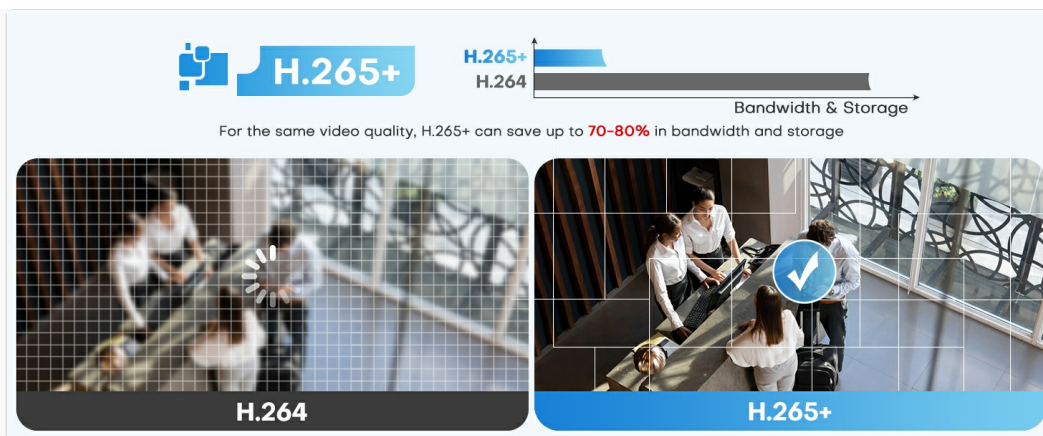 H.265+
H.265+
H.264
Bandwidth & Storage
For the same video quality, H.265+ can save up to 70-80% in bandwidth and storage
H.264
H.265+